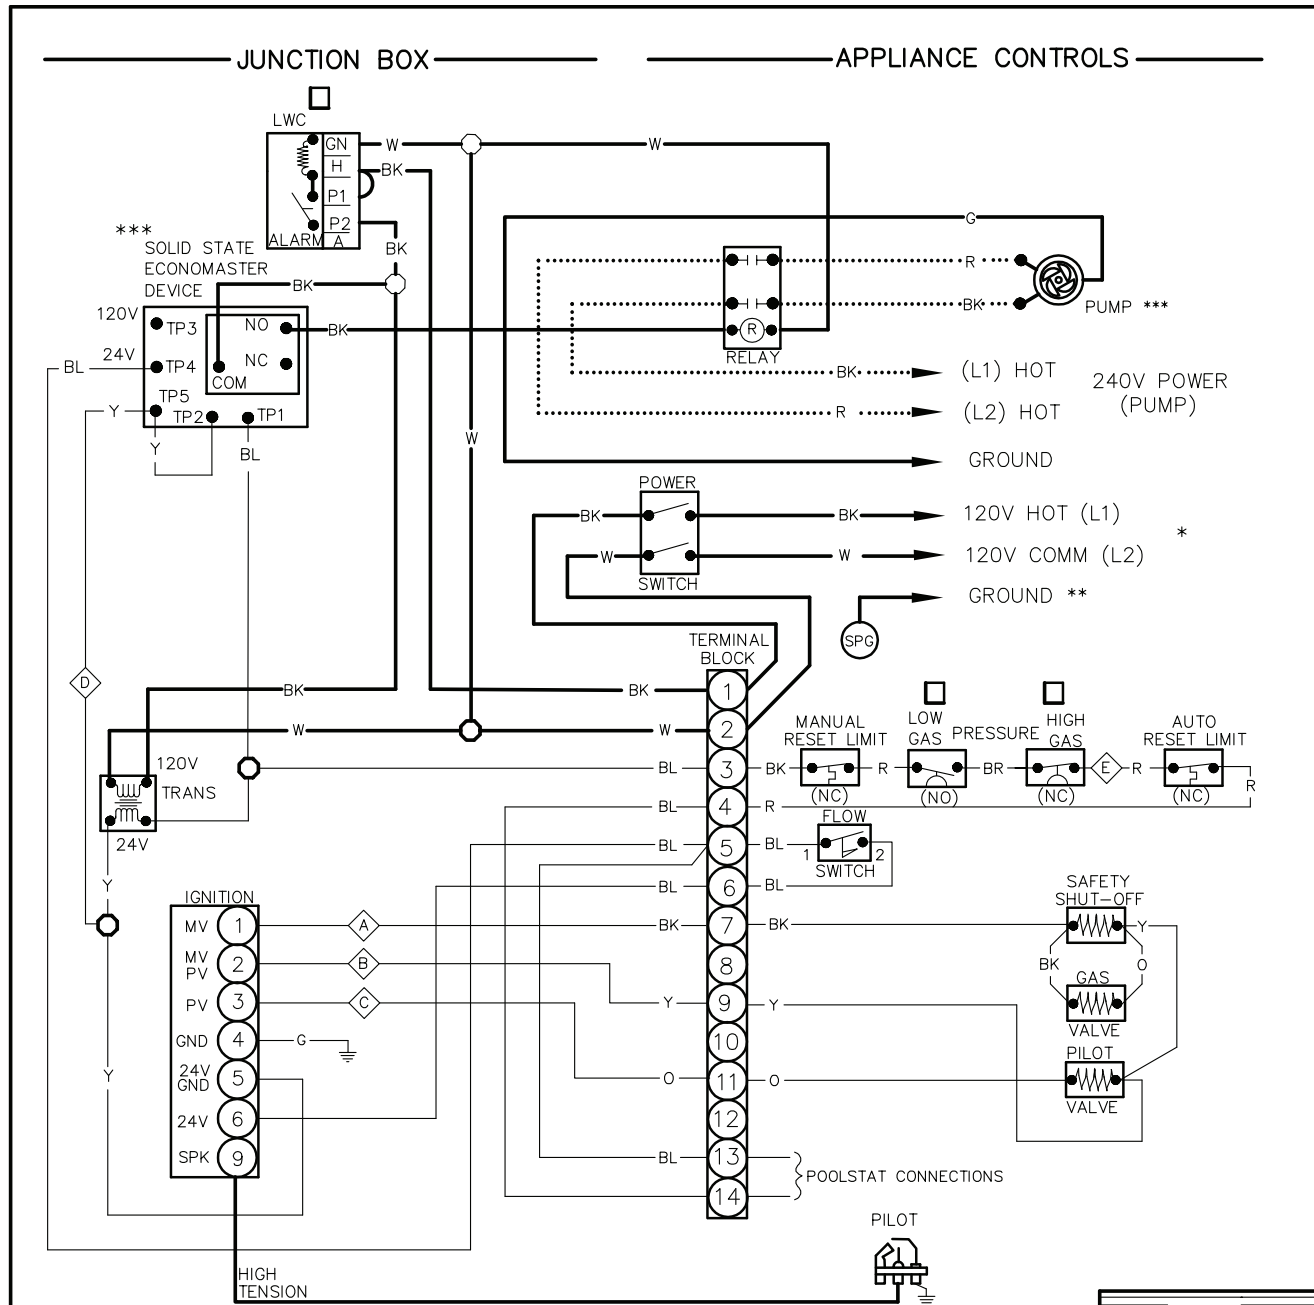 JUNCTION BOX
APPLIANCE CONTROLS
LWC
GN
W
W
H
BK
P1
P2
ALARM
A
BK
***
SOLID STATE
ECONOMASTER
DEVICE
BK
G
R
BK
PUMP ***
120V
TP3
NO
BK
R
RELAY
24V
BL
TP4
NC
COM
BK
(L1) HOT
240V POWER
(PUMP)
TP5
Y
TP2
TP1
R
(L2) HOT
W
Y
BL
GROUND
POWER
BK
BK
120V HOT (L1)
*
W
W
120V COMM (L2)
SWITCH
GROUND **
SPG
TERMINAL
BLOCK
D
BK
BK
1
W
W
2
MANUAL
RESET LIMIT
LOW
GAS
PRESSURE
HIGH
GAS
AUTO
RESET LIMIT
120V
TRANS
24V
BL
3
BK
R
BR
E
R
R
(NC)
(NO)
(NC)
(NC)
BL
4
R
FLOW
BL
5
BL
1
2
SWITCH
BL
6
BL
Y
IGNITION
SAFETY
SHUT-OFF
MV
1
A
BK
7
BK
Y
MV
PV
2
B
8
BK
O
GAS
PV
3
C
Y
9
Y
VALVE
GND
4
G
10
PILOT
24V
GND
5
Y
O
11
O
VALVE
24V
6
12
SPK
9
BL
13
POOLSTAT CONNECTIONS
14
PILOT
HIGH
TENSION